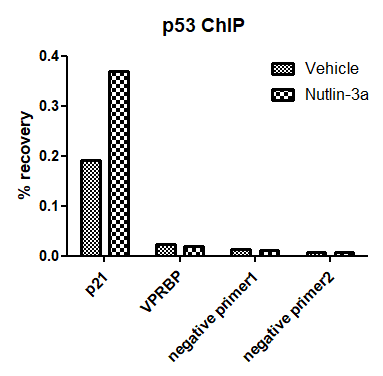 p53 ChIP
% recovery
0.4
0.3
0.2
0.1
0.0
Vehicle
Nutlin-3a
p21
VPRBP
negative primer1
negative primer2